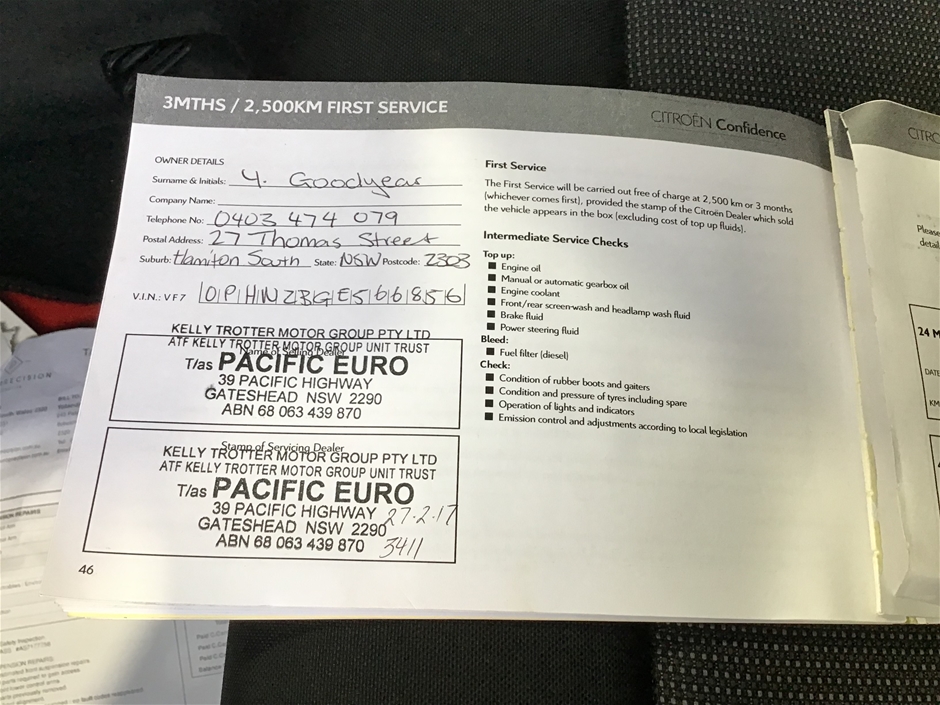 3MTHS / 2,500KM FIRST SERVICE
CITROËN Confidence
OWNER DETAILS
Surname & Initials: Y. Goodyear
Company Name:
Telephone No: 0403 474 079
Postal Address: 27 Thomas Street
Suburb: Hamiton South State: NSW Postcode: 2303
V.I.N.: VF7 0PHNZBGE566856
KELLY TROTTER MOTOR GROUP PTY LTD
ATF KELLY TROTTER MOTOR GROUP UNIT TRUST
Name of Selling Dealer
T/as PACIFIC EURO
39 PACIFIC HIGHWAY
GATESHEAD NSW 2290
ABN 68 063 439 870
Stamp of Servicing Dealer
KELLY TROTTER MOTOR GROUP PTY LTD
ATF KELLY TROTTER MOTOR GROUP UNIT TRUST
T/as PACIFIC EURO
39 PACIFIC HIGHWAY 27-2-17
GATESHEAD NSW 2290
ABN 68 063 439 870 3411
46
First Service
The First Service will be carried out free of charge at 2,500 km or 3 months
(whichever comes first), provided the stamp of the Citroën Dealer which sold
the vehicle appears in the box (excluding cost of top up fluids).
Intermediate Service Checks
Top up:
■ Engine oil
■ Manual or automatic gearbox oil
■ Engine coolant
■ Front/rear screen-wash and headlamp wash fluid
■ Brake fluid
■ Power steering fluid
Bleed:
■ Fuel filter (diesel)
Check:
■ Condition of rubber boots and gaiters
■ Condition and pressure of tyres including spare
■ Operation of lights and indicators
■ Emission control and adjustments according to local legislation
Please
24 M
DATE
KM